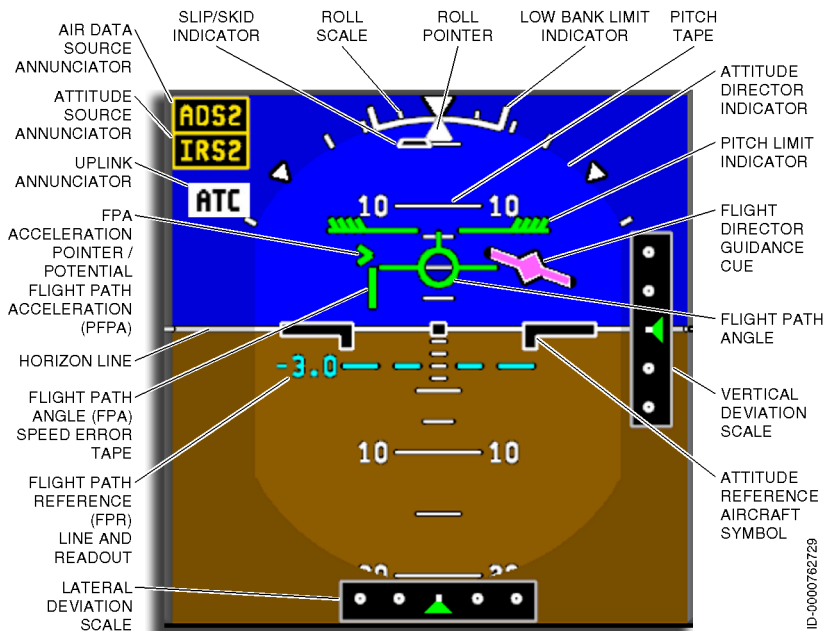 SLIP/SKID
INDICATOR
ROLL
SCALE
ROLL
POINTER
LOW BANK LIMIT
INDICATOR
PITCH
TAPE
AIR DATA
SOURCE
ANNUNCIATOR
ATTITUDE
SOURCE
ANNUNCIATOR
UPLINK
ANNUNCIATOR
FPA
ACCELERATION
POINTER /
POTENTIAL
FLIGHT PATH
ACCELERATION
(PFPA)
HORIZON LINE
FLIGHT PATH
ANGLE (FPA)
SPEED ERROR
TAPE
FLIGHT PATH
REFERENCE
(FPR)
LINE AND
READOUT
LATERAL
DEVIATION
SCALE
ADS2
IRS2
ATC
10 10
-3.0
10 10
20 20
ATTITUDE
DIRECTOR
INDICATOR
PITCH LIMIT
INDICATOR
FLIGHT
DIRECTOR
GUIDANCE
CUE
FLIGHT PATH
ANGLE
VERTICAL
DEVIATION
SCALE
ATTITUDE
REFERENCE
AIRCRAFT
SYMBOL
ID-0000762729